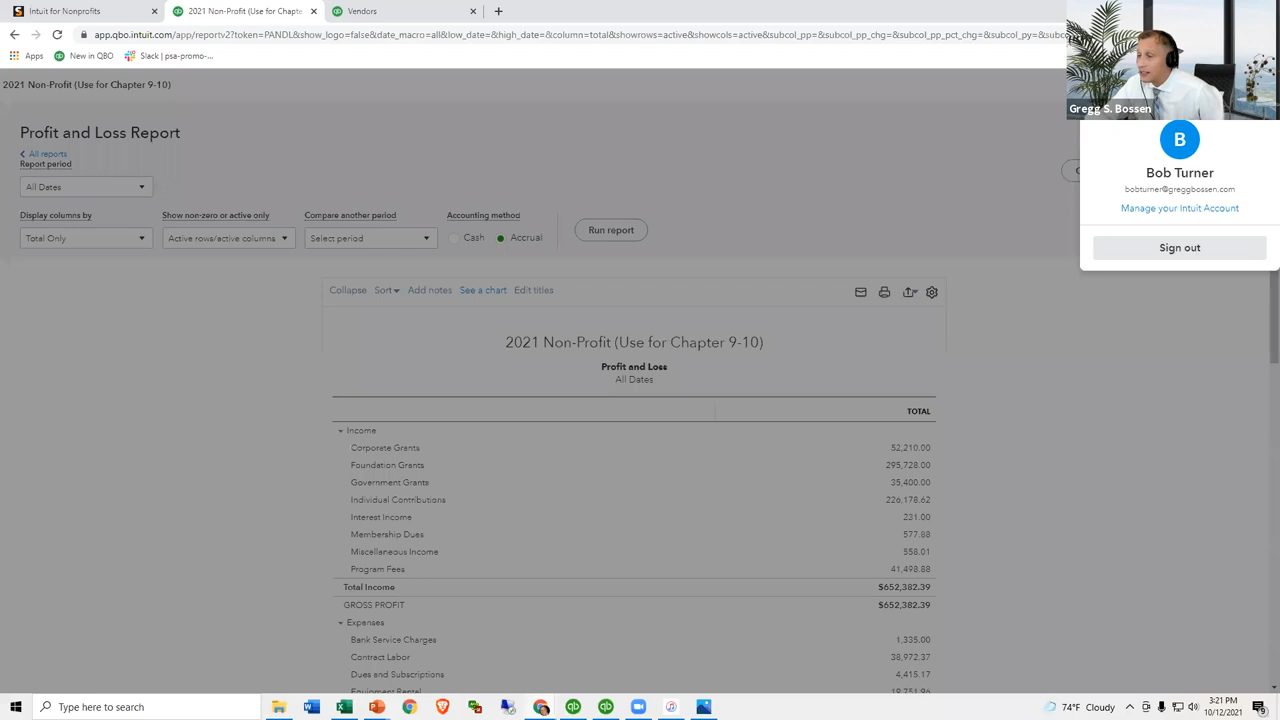 Intuit for Nonprofits
2021 Non-Profit (Use for Chapte
Vendors
app.qbo.intuit.com/app/reportv2?token=PANDL&show_logo=false&date_macro=all&low_date=&high_date=&column=total&showrows=active&showcols=active&subcol_pp=&subcol_pp_chg=&subcol_pp_pct_chg=&subcol_py=&subc
Apps
New in QBO
Slack | psa-promo-...
2021 Non-Profit (Use for Chapter 9-10)
Gregg S. Bossen
B
Bob Turner
bobturner@greggbossen.com
Manage your Intuit Account
Sign out
Profit and Loss Report
All reports
Report period
All Dates
Display columns by
Show non-zero or active only
Compare another period
Accounting method
Total Only
Active rows/active columns
Select period
Cash
Accrual
Run report
Collapse Sort Add notes See a chart Edit titles
2021 Non-Profit (Use for Chapter 9-10)
Profit and Loss
All Dates
TOTAL
Income
Corporate Grants 52,210.00
Foundation Grants 295,728.00
Government Grants 35,400.00
Individual Contributions 226,178.62
Interest Income 231.00
Membership Dues 577.88
Miscellaneous Income 558.01
Program Fees 41,498.88
Total Income $652,382.39
GROSS PROFIT $652,382.39
Expenses
Bank Service Charges 1,335.00
Contract Labor 38,972.37
Dues and Subscriptions 4,415.17
Equipment Rental 19,751.96
Type here to search
74°F Cloudy
3:21 PM
10/12/2021